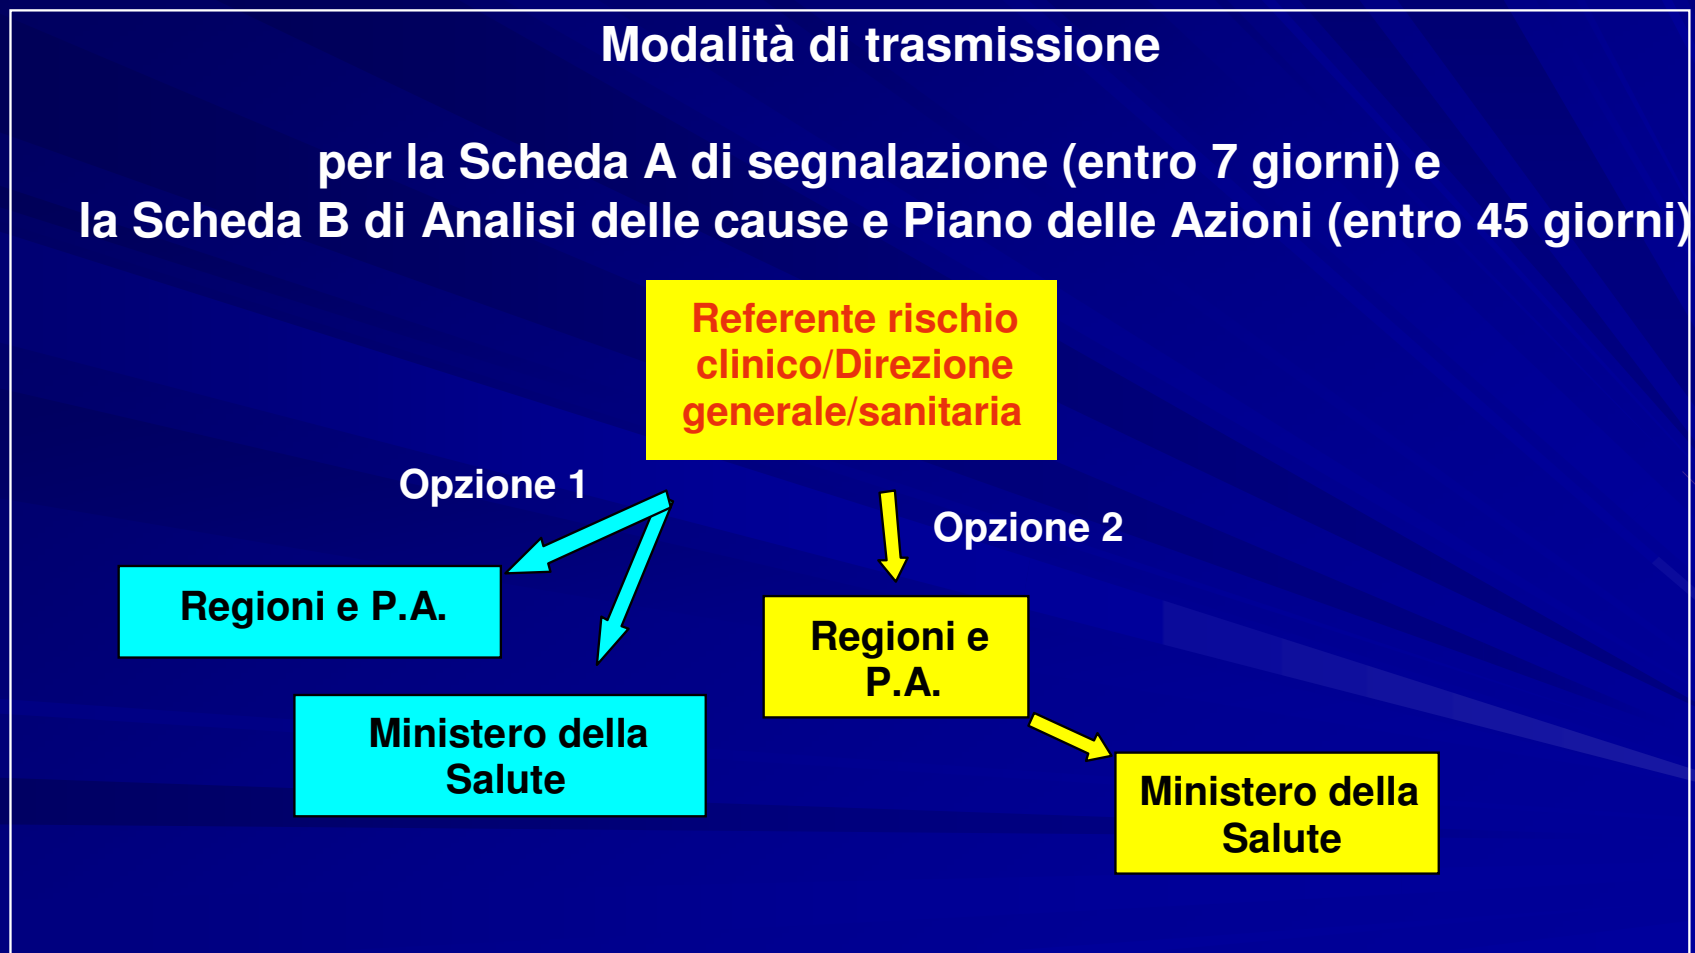 Modalità di trasmissione
per la Scheda A di segnalazione (entro 7 giorni) e
la Scheda B di Analisi delle cause e Piano delle Azioni (entro 45 giorni)
Referente rischio
clinico/Direzione
generale/sanitaria
Opzione 1
Opzione 2
Regioni e P.A.
Regioni e
P.A.
Ministero della
Salute
Ministero della
Salute